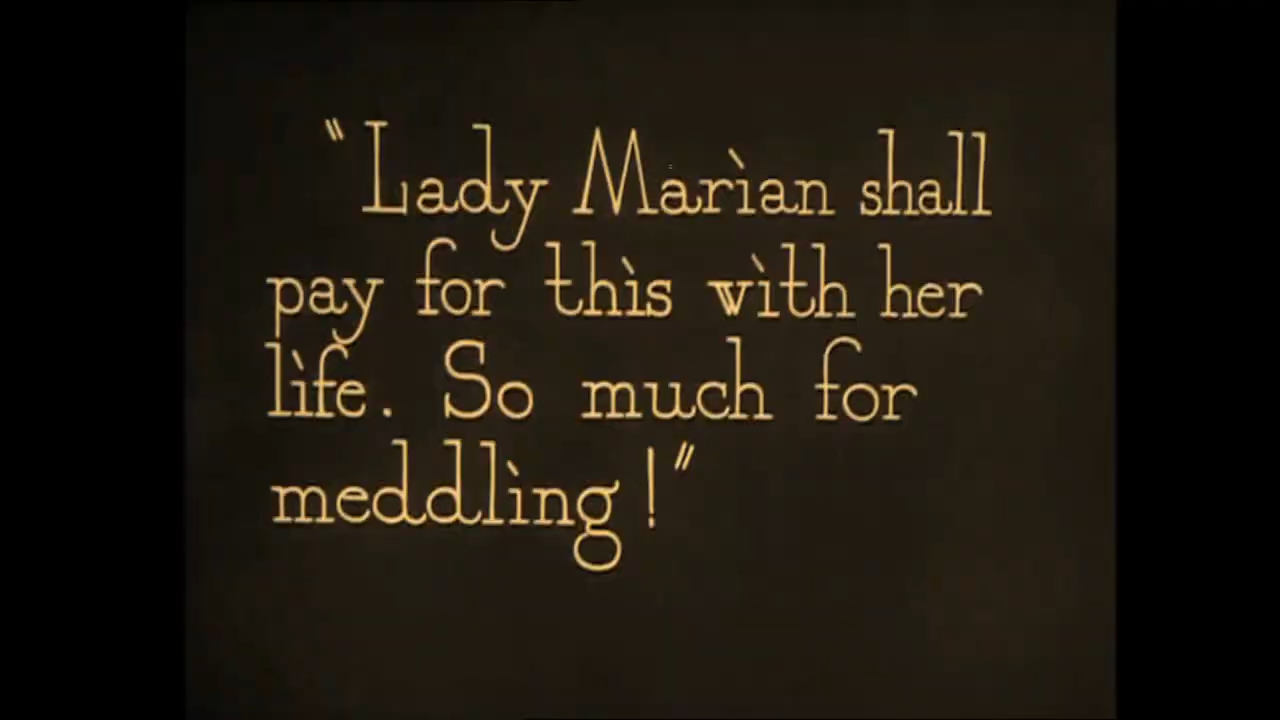 "Lady Marian shall
pay for this with her
life. So much for
meddling!"